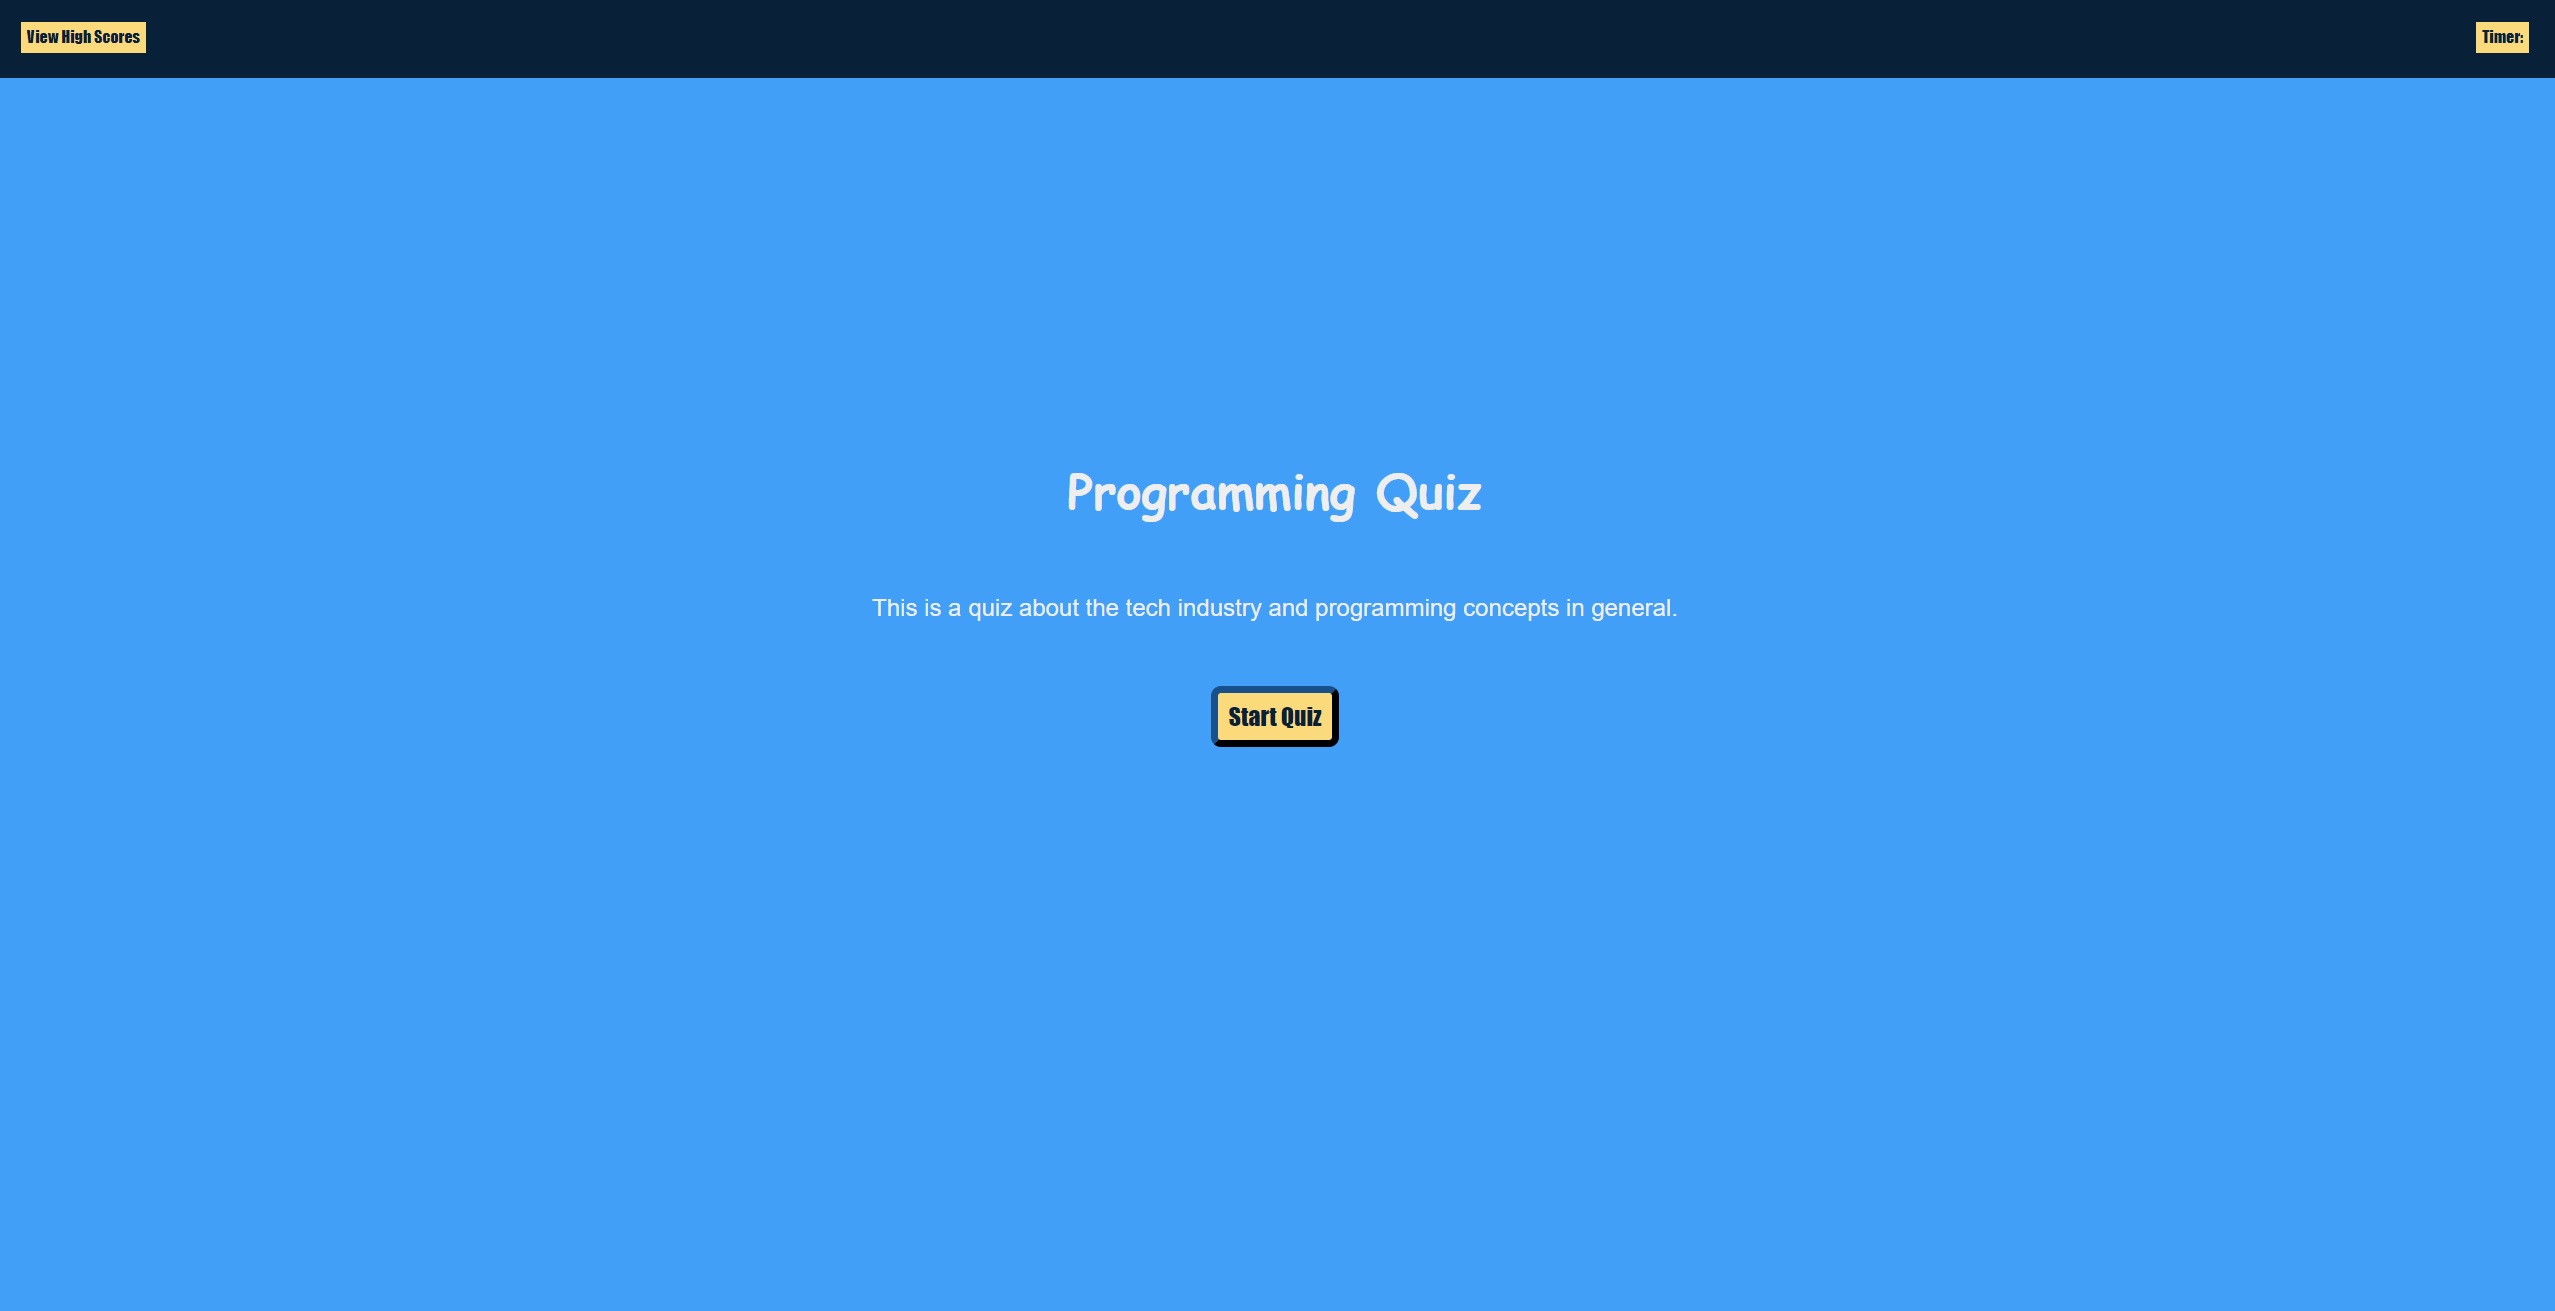 View High Scores
Timer:
Programming Quiz
This is a quiz about the tech industry and programming concepts in general.
Start Quiz